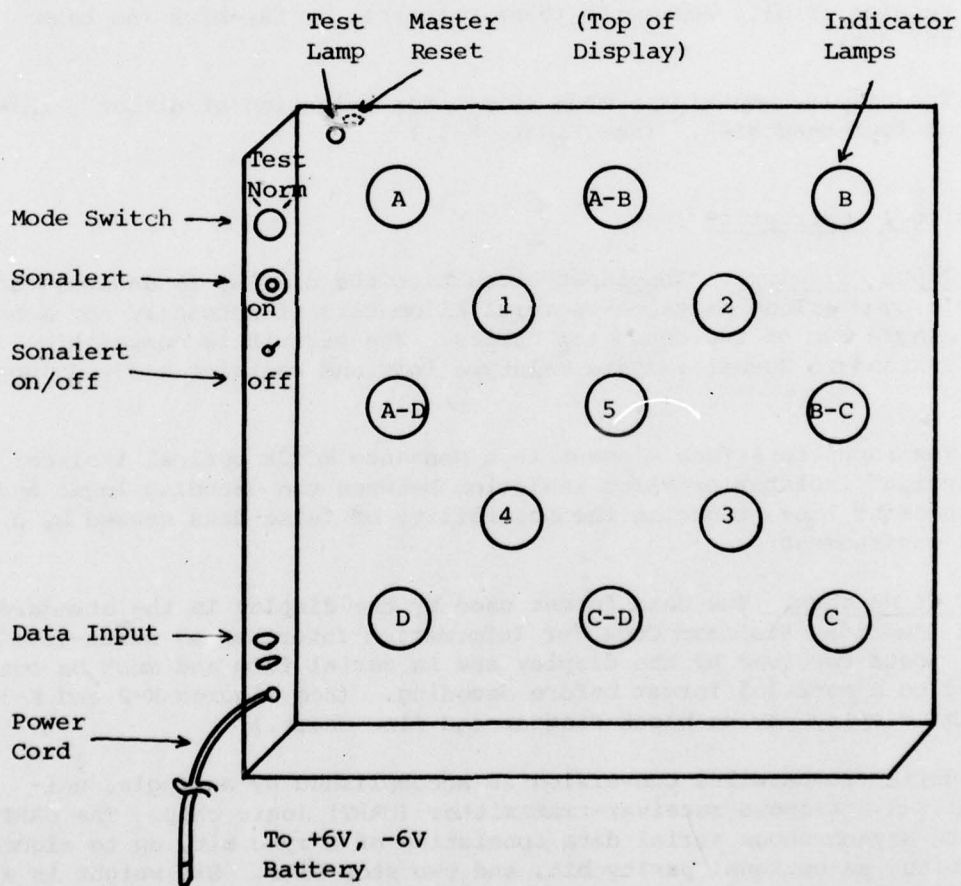 Test Lamp
Master Reset
(Top of Display)
Indicator Lamps
Test
Norm
Mode Switch
Sonalert
on
Sonalert on/off
off
A
A-B
B
1
2
A-D
5
B-C
4
3
D
C-D
C
Data Input
Power Cord
To +6V, -6V
Battery